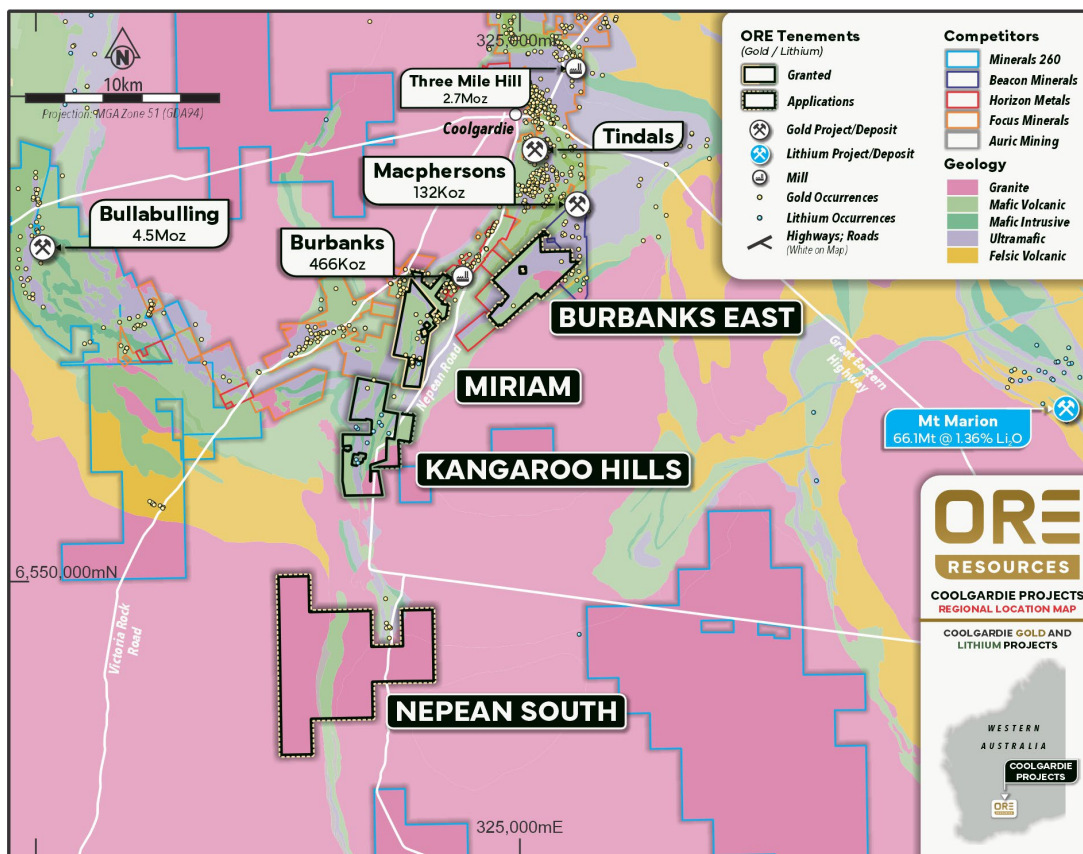 N
10km
Projection: MGA Zone 51 (GDA94)
325,000mE
Three Mile Hill
2.7Moz
Coolgardie
Tindals
Macphersons
132Koz
Bullabulling
4.5Moz
Burbanks
466Koz
BURBANKS EAST
MIRIAM
Nepean Road
KANGAROO HILLS
Great Eastern
Highway
Mt Marion
66.1Mt @ 1.36% Li₂O
6,550,000mN
Victoria Rock
Road
NEPEAN SOUTH
325,000mE
ORE Tenements
(Gold / Lithium)
Granted
Applications
Gold Project/Deposit
Lithium Project/Deposit
Mill
Gold Occurrences
Lithium Occurrences
Highways; Roads
(White on Map)
Competitors
Minerals 260
Beacon Minerals
Horizon Metals
Focus Minerals
Auric Mining
Geology
Granite
Mafic Volcanic
Mafic Intrusive
Ultramafic
Felsic Volcanic
ORE
RESOURCES
COOLGARDIE PROJECTS
REGIONAL LOCATION MAP
COOLGARDIE GOLD AND
LITHIUM PROJECTS
WESTERN
AUSTRALIA
COOLGARDIE
PROJECTS
ORE